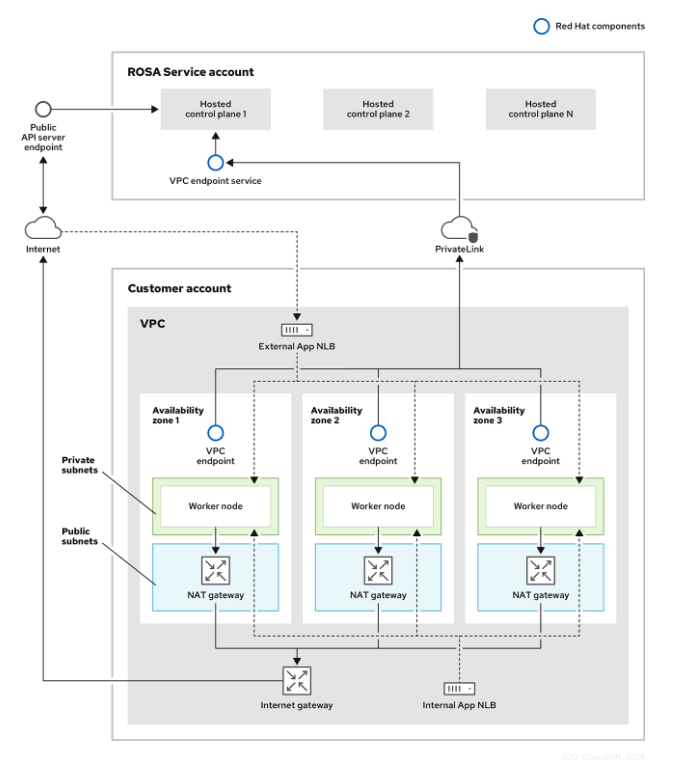 Red Hat components
ROSA Service account
Hosted
control plane 1
Hosted
control plane 2
Hosted
control plane N
Public
API server
endpoint
VPC endpoint service
Internet
PrivateLink
Customer account
VPC
External App NLB
Availability
zone 1
Availability
zone 2
Availability
zone 3
VPC
endpoint
VPC
endpoint
VPC
endpoint
Private
subnets
Worker node
Worker node
Worker node
Public
subnets
NAT gateway
NAT gateway
NAT gateway
Internet gateway
Internal App NLB
630_OpenShift_0524